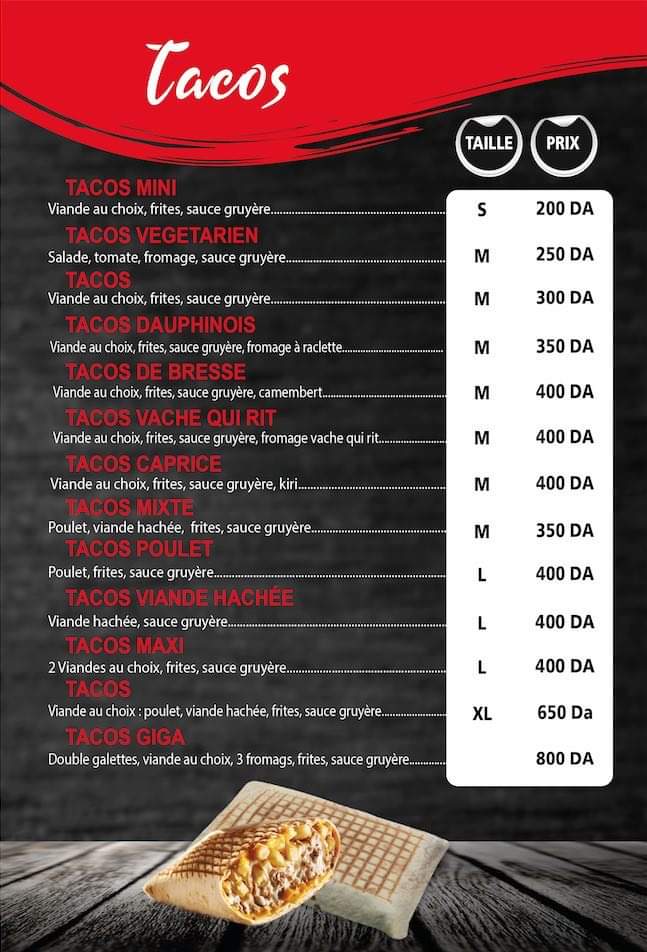 Tacos
TAILLE PRIX
TACOS MINI
Viande au choix, frites, sauce gruyère.......... S 200 DA
TACOS VEGETARIEN
Salade, tomate, fromage, sauce gruyère.......... M 250 DA
TACOS
Viande au choix, frites, sauce gruyère.......... M 300 DA
TACOS DAUPHINOIS
Viande au choix, frites, sauce gruyère, fromage à raclette.......... M 350 DA
TACOS DE BRESSE
Viande au choix, frites, sauce gruyère, camembert.......... M 400 DA
TACOS VACHE QUI RIT
Viande au choix, frites, sauce gruyère, fromage vache qui rit.......... M 400 DA
TACOS CAPRICE
Viande au choix, frites, sauce gruyère, kiri.......... M 400 DA
TACOS MIXTE
Poulet, viande hachée, frites, sauce gruyère.......... M 350 DA
TACOS POULET
Poulet, frites, sauce gruyère.......... L 400 DA
TACOS VIANDE HACHÉE
Viande hachée, sauce gruyère.......... L 400 DA
TACOS MAXI
2 Viandes au choix, frites, sauce gruyère.......... L 400 DA
TACOS
Viande au choix : poulet, viande hachée, frites, sauce gruyère.......... XL 650 Da
TACOS GIGA
Double galettes, viande au choix, 3 fromags, frites, sauce gruyère.......... 800 DA